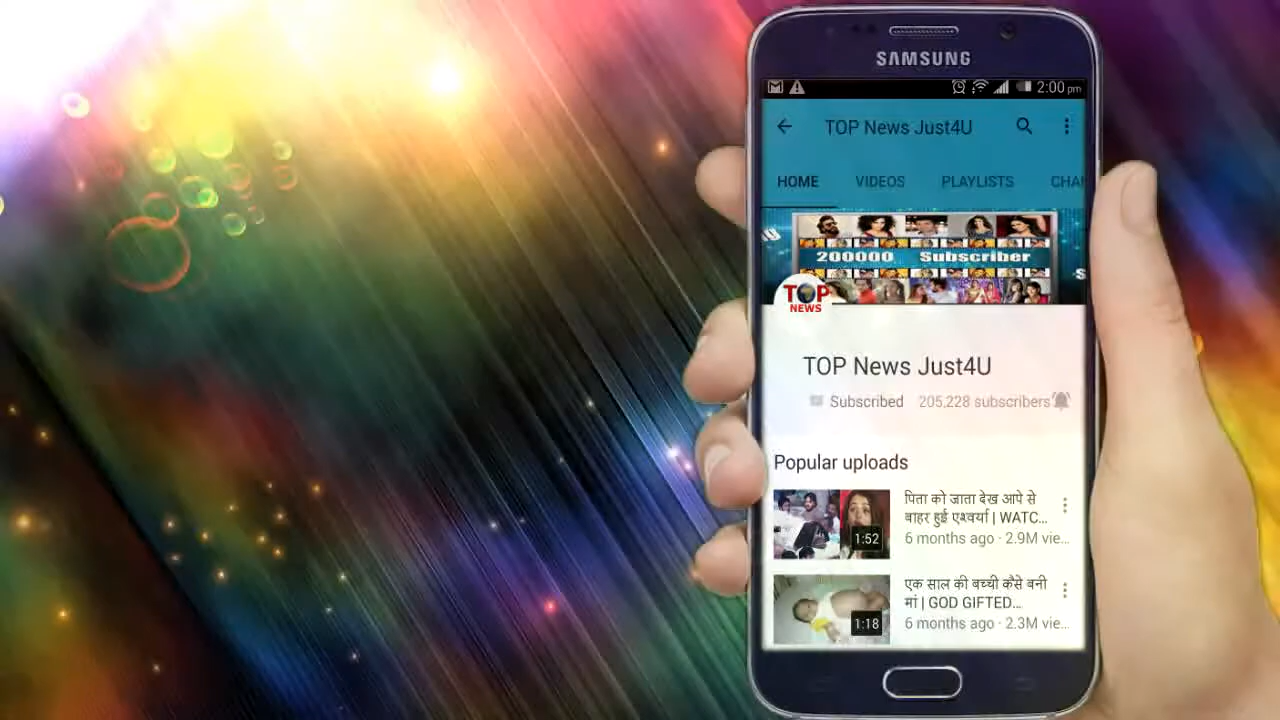 SAMSUNG
2:00 pm
TOP News Just4U
HOME VIDEOS PLAYLISTS CHA
200000 Subscriber
TOP
NEWS
TOP News Just4U
Subscribed 205,228 subscribers
Popular uploads
पिता को जाता देख आपे से
बाहर हुई एश्वर्या | WATC...
6 months ago · 2.9M vie...
1:52
एक साल की बच्ची कैसे बनी
मां | GOD GIFTED...
6 months ago · 2.3M vie...
1:18